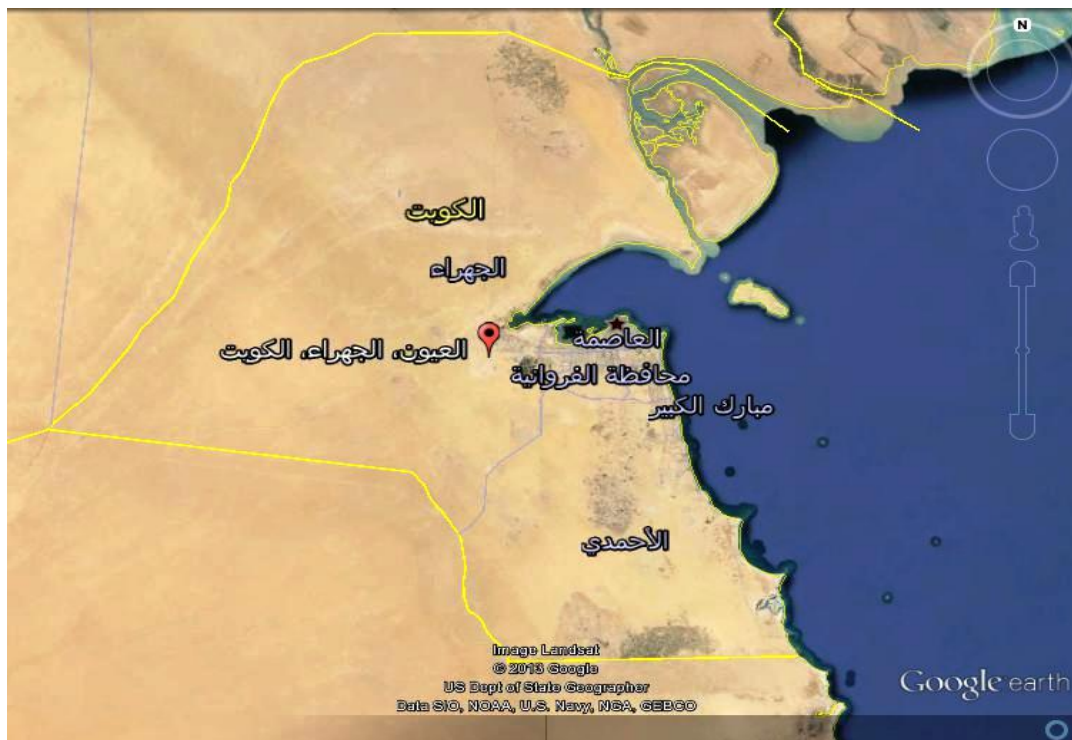 N
الكويت
الجهراء
العيون، الجهراء، الكويت
العاصمة
محافظة الفروانية
مبارك الكبير
الأحمدي
Image Landsat
© 2013 Google
US Dept of State Geographer
Data SIO, NOAA, U.S. Navy, NGA, GEBCO
Google earth